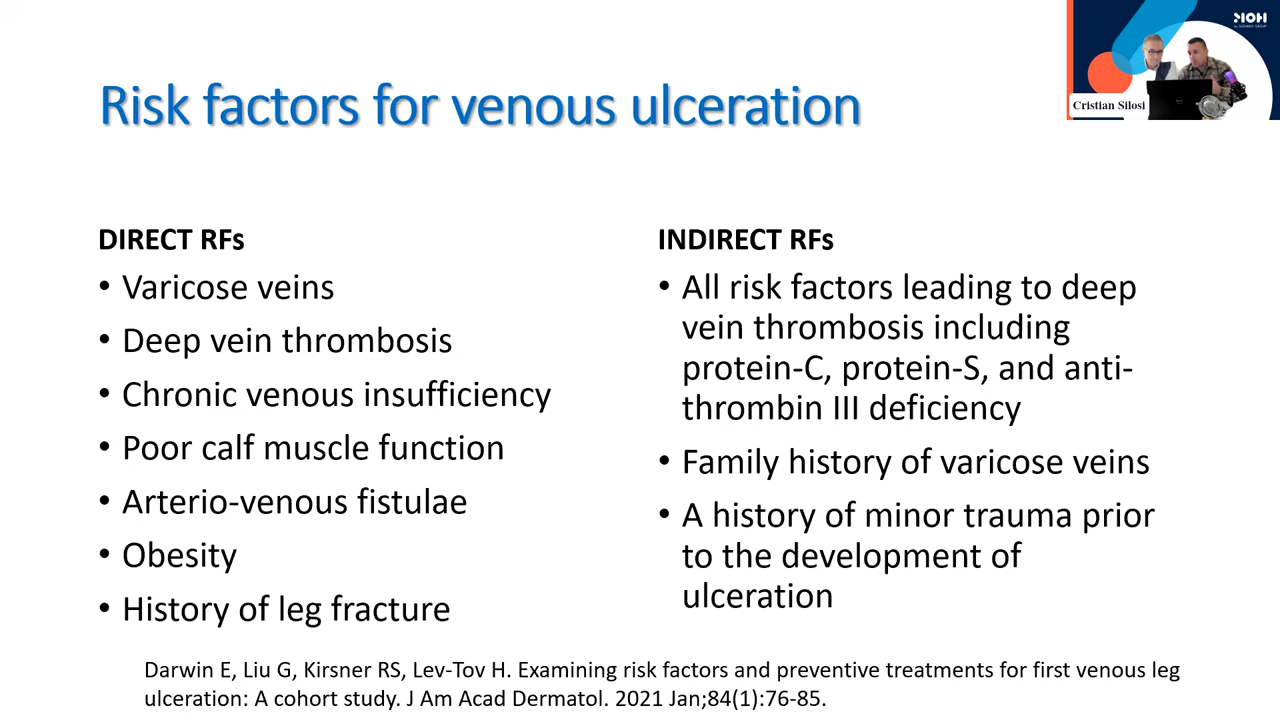 Risk factors for venous ulceration
DIRECT RFs
• Varicose veins
• Deep vein thrombosis
• Chronic venous insufficiency
• Poor calf muscle function
• Arterio-venous fistulae
• Obesity
• History of leg fracture
INDIRECT RFs
• All risk factors leading to deep
vein thrombosis including
protein-C, protein-S, and anti-
thrombin III deficiency
• Family history of varicose veins
• A history of minor trauma prior
to the development of
ulceration
Darwin E, Liu G, Kirsner RS, Lev-Tov H. Examining risk factors and preventive treatments for first venous leg
ulceration: A cohort study. J Am Acad Dermatol. 2021 Jan;84(1):76-85.
Cristian Silosi